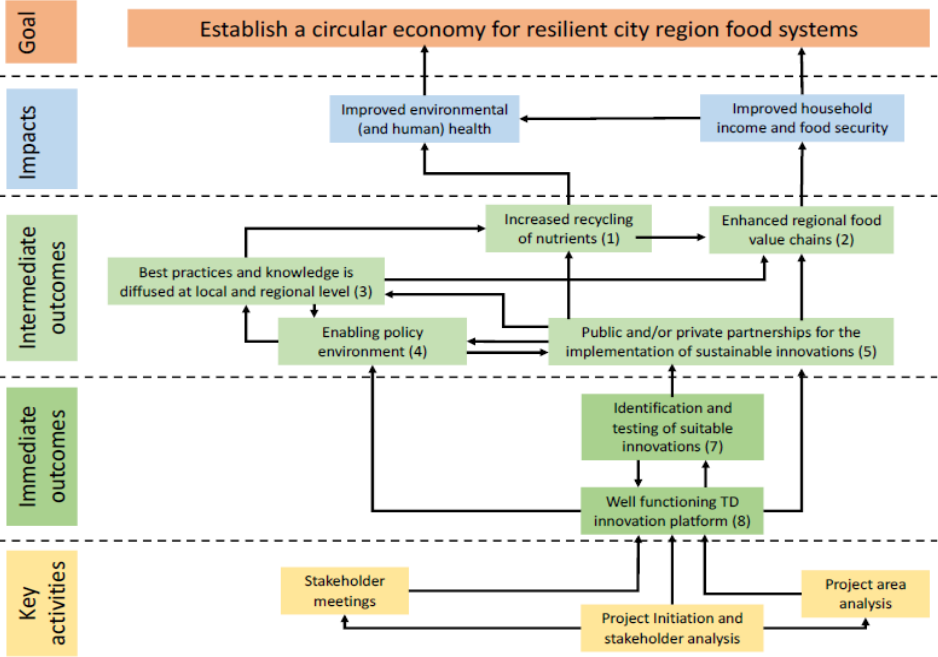 Goal
Establish a circular economy for resilient city region food systems
Impacts
Improved environmental
(and human) health
Improved household
income and food security
Intermediate
outcomes
Increased recycling
of nutrients (1)
Enhanced regional food
value chains (2)
Best practices and knowledge is
diffused at local and regional level (3)
Enabling policy
environment (4)
Public and/or private partnerships for the
implementation of sustainable innovations (5)
Immediate
outcomes
Identification and
testing of suitable
innovations (7)
Well functioning TD
innovation platform (8)
Key
activities
Stakeholder
meetings
Project Initiation and
stakeholder analysis
Project area
analysis